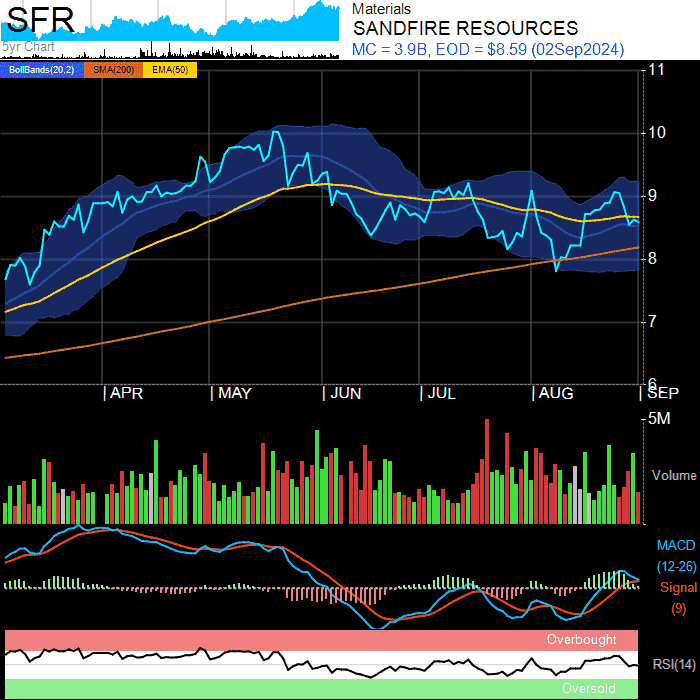 SFR
5yr Chart
Materials
SANDFIRE RESOURCES
MC = 3.9B, EOD = $8.59 (02Sep2024)
BollBands(20,2) SMA(200) EMA(50)
11
10
9
8
7
6
APR MAY JUN JUL AUG SEP
5M
Volume
MACD
(12-26)
Signal
(9)
Overbought
RSI(14)
Oversold